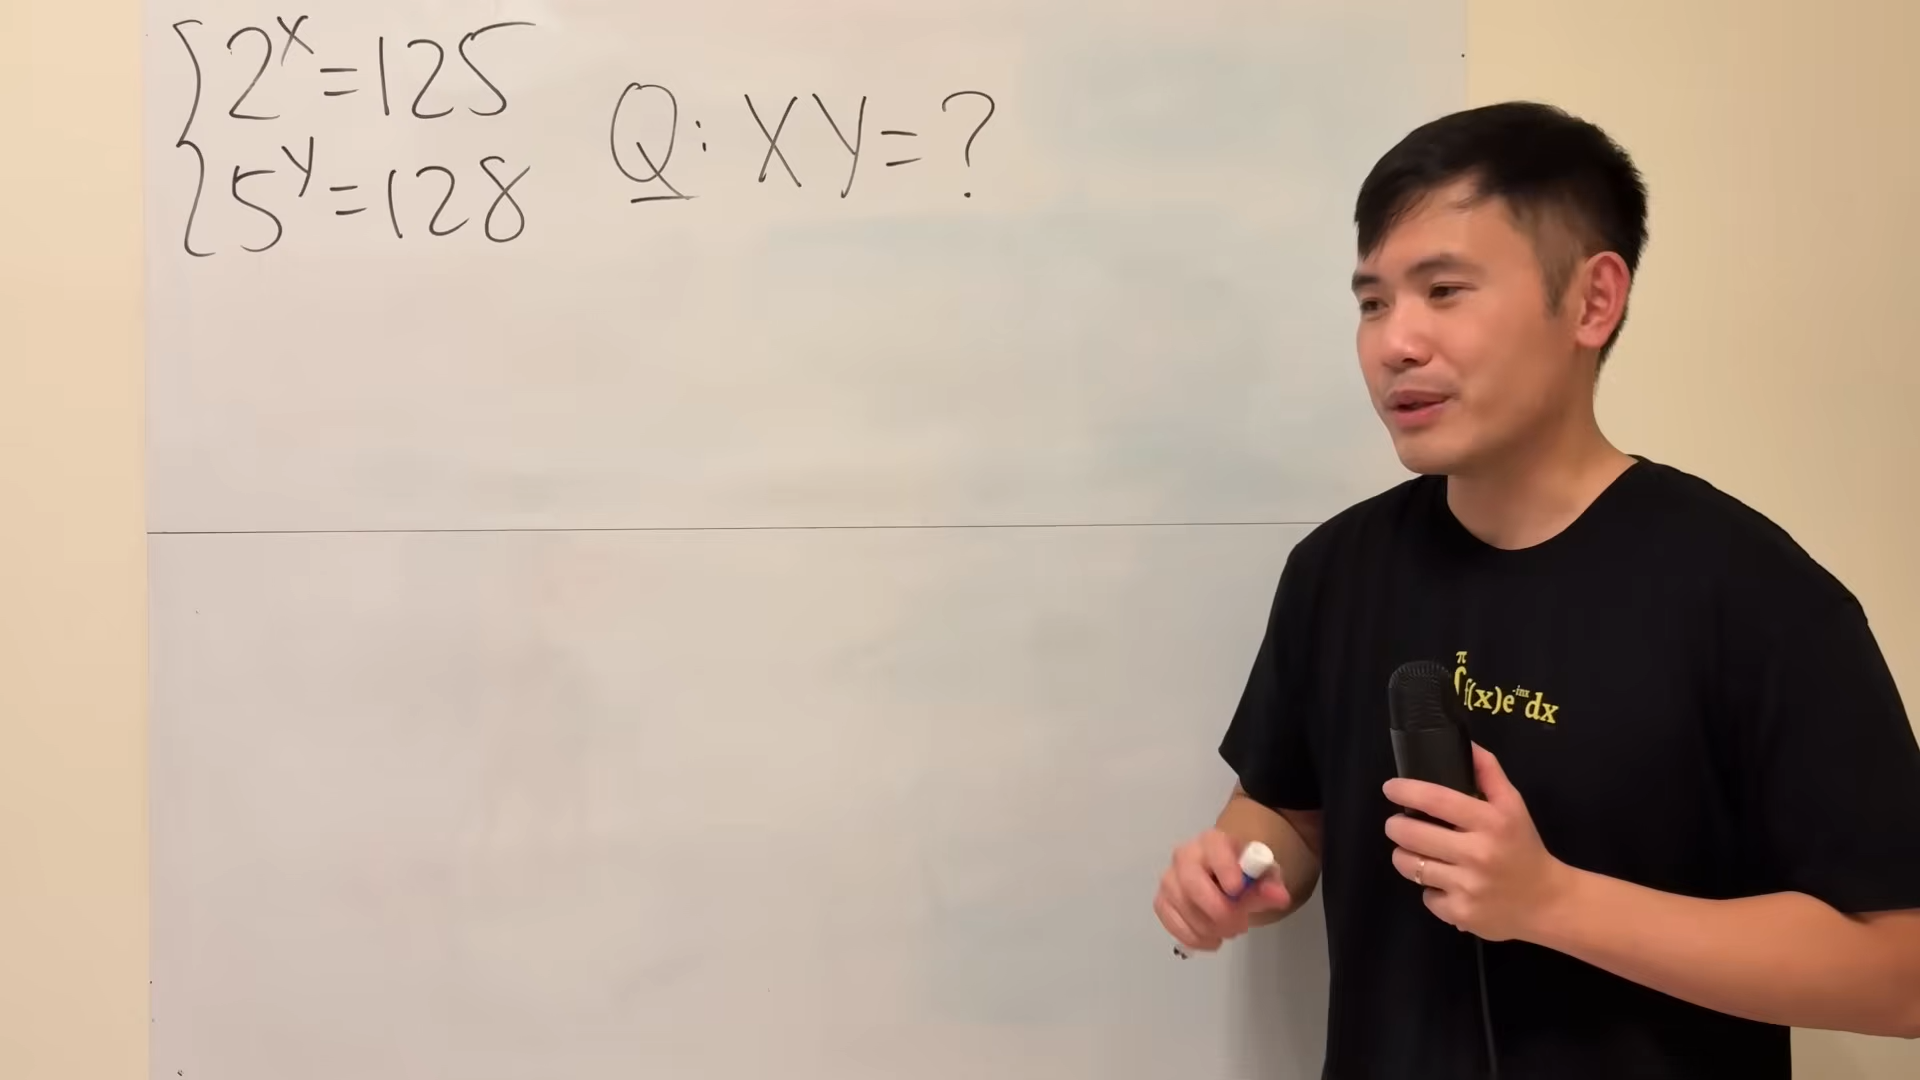 2^x = 125
5^y = 128
Q: XY = ?
π
∫f(x)e^-inx dx